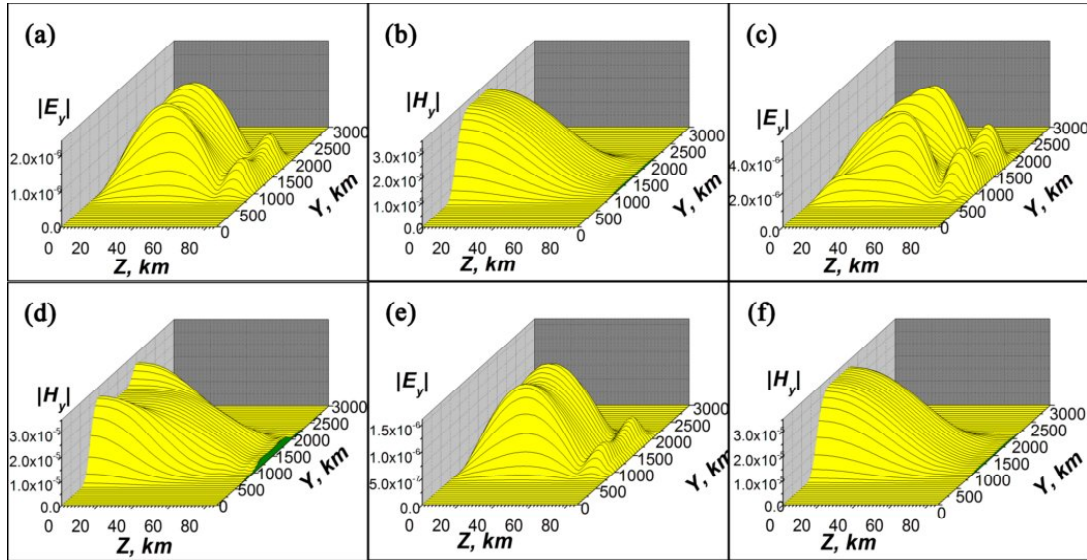 (a)
|E_y|
2.0x10⁻⁶
1.0x10⁻⁶
0.0
0 20 40 60 80
Z, km
0
500
1000
1500
2000
2500
3000
Y, km
(b)
|H_y|
3.0x10⁻⁵
2.0x10⁻⁵
1.0x10⁻⁵
0.0
0 20 40 60 80
Z, km
0
500
1000
1500
2000
2500
3000
Y, km
(c)
|E_y|
4.0x10⁻⁶
2.0x10⁻⁶
0.0
0 20 40 60 80
Z, km
0
500
1000
1500
2000
2500
3000
Y, km
(d)
|H_y|
3.0x10⁻⁵
2.0x10⁻⁵
1.0x10⁻⁵
0.0
0 20 40 60 80
Z, km
0
500
1000
1500
2000
2500
3000
Y, km
(e)
|E_y|
1.5x10⁻⁶
1.0x10⁻⁶
5.0x10⁻⁷
0.0
0 20 40 60 80
Z, km
0
500
1000
1500
2000
2500
3000
Y, km
(f)
|H_y|
3.0x10⁻⁵
2.0x10⁻⁵
1.0x10⁻⁵
0.0
0 20 40 60 80
Z, km
0
500
1000
1500
2000
2500
3000
Y, km